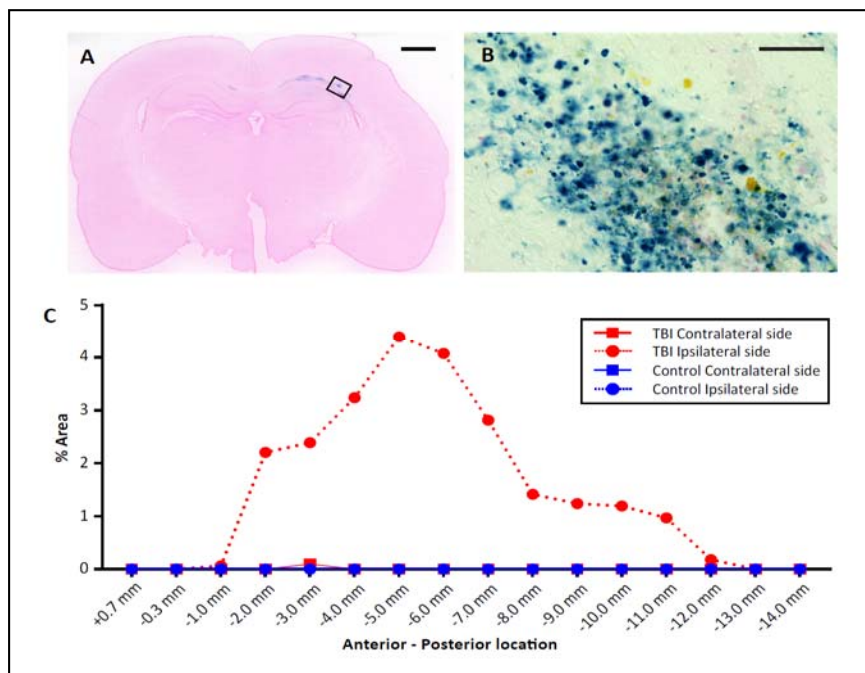 A
B
C
5
4
3
2
1
0
% Area
TBI Contralateral side
TBI Ipsilateral side
Control Contralateral side
Control Ipsilateral side
+0.7 mm
-0.3 mm
-1.0 mm
-2.0 mm
-3.0 mm
-4.0 mm
-5.0 mm
-6.0 mm
-7.0 mm
-8.0 mm
-9.0 mm
-10.0 mm
-11.0 mm
-12.0 mm
-13.0 mm
-14.0 mm
Anterior - Posterior location